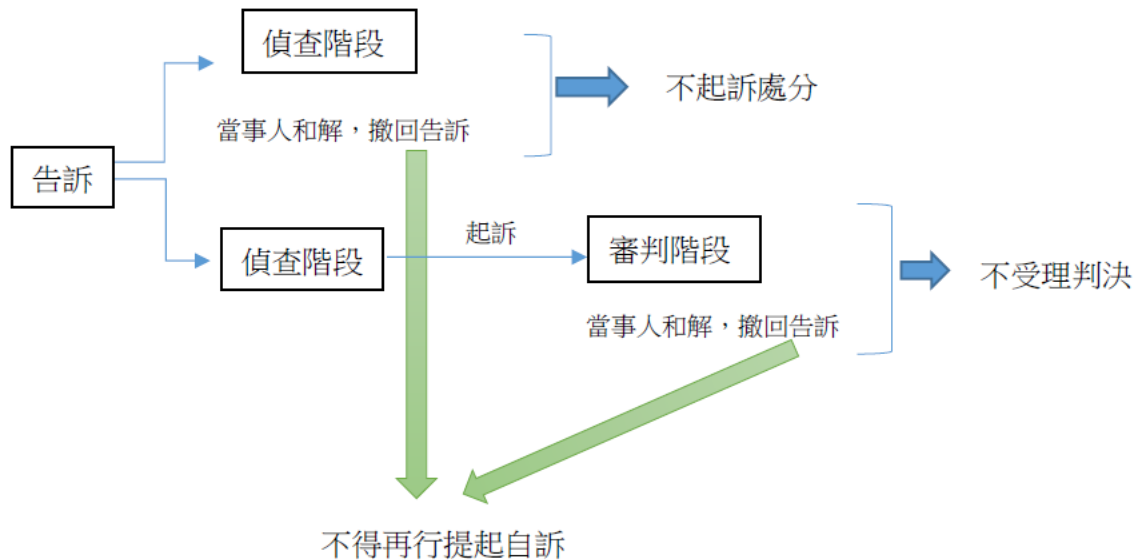 偵查階段
不起訴處分
當事人和解，撤回告訴
告訴
偵查階段
起訴
審判階段
不受理判決
當事人和解，撤回告訴
不得再行提起自訴